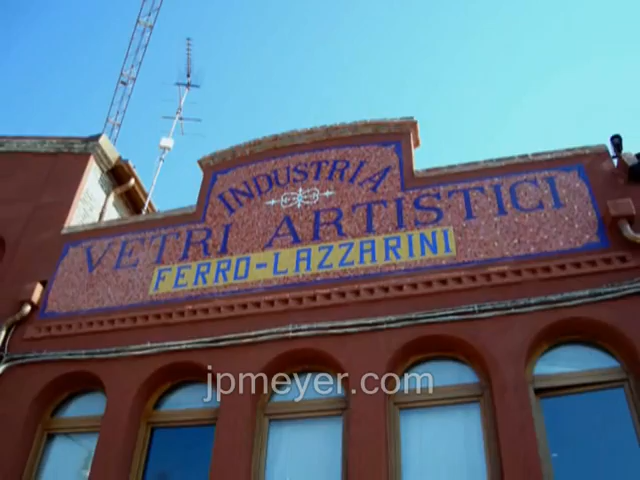 INDUSTRIA
VETRI ARTISTICI
FERRO-LAZZARINI
jpmeyer.com